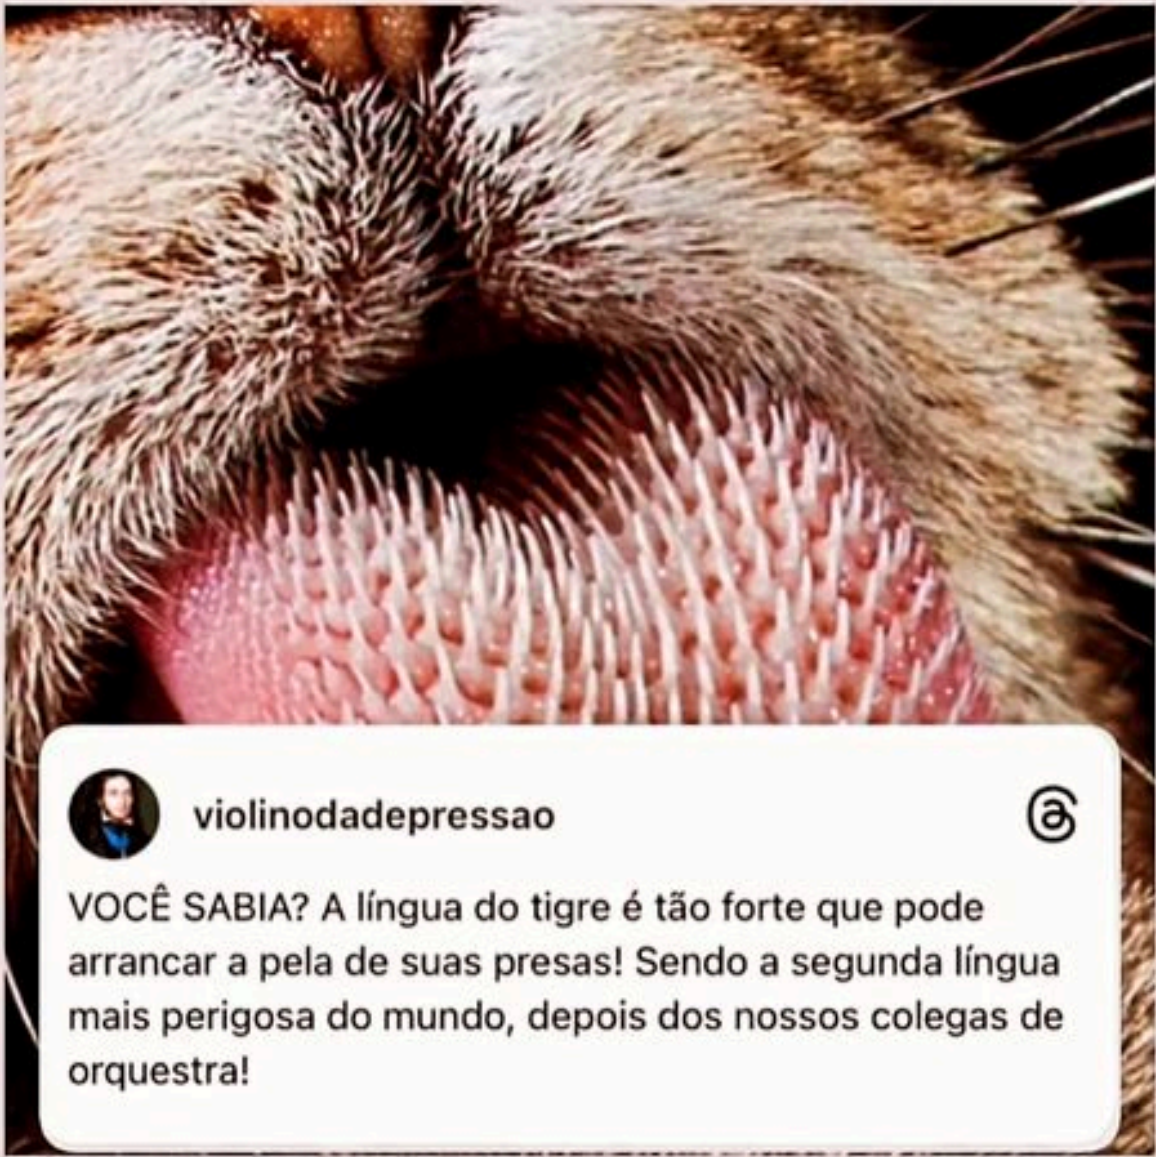 violinodadepressao
VOCÊ SABIA? A língua do tigre é tão forte que pode
arrancar a pela de suas presas! Sendo a segunda língua
mais perigosa do mundo, depois dos nossos colegas de
orquestra!